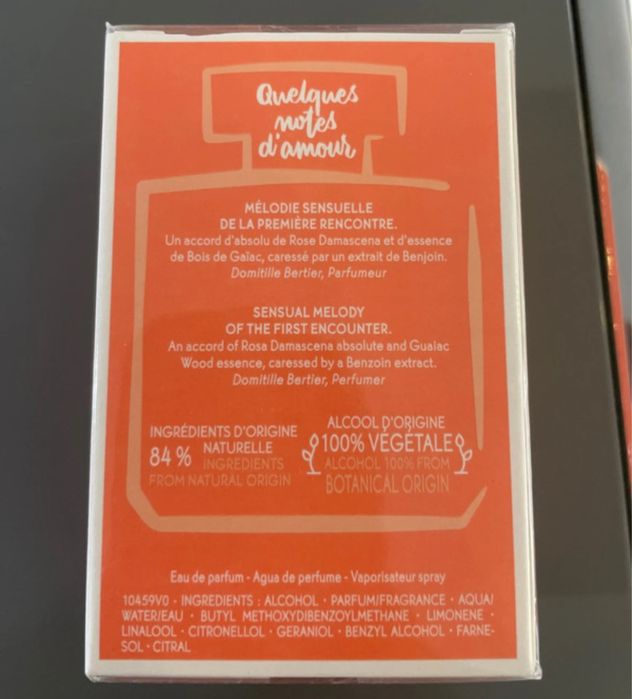 Quelques
notes
d'amour
MÉLODIE SENSUELLE
DE LA PREMIÈRE RENCONTRE.
Un accord d'absolu de Rose Damascena et d'essence
de Bois de Gaïac, caressé par un extrait de Benjoin.
Domitille Bertier, Parfumeur
SENSUAL MELODY
OF THE FIRST ENCOUNTER.
An accord of Rosa Damascena absolute and Guaiac
Wood essence, caressed by a Benzoin extract.
Domitille Bertier, Perfumer
INGRÉDIENTS D'ORIGINE
84 % NATURELLE
INGREDIENTS
FROM NATURAL ORIGIN
ALCOOL D'ORIGINE
100% VÉGÉTALE
ALCOHOL 100% FROM
BOTANICAL ORIGIN
Eau de parfum - Agua de perfume - Vaporisateur spray
10459V0 • INGREDIENTS : ALCOHOL • PARFUM/FRAGRANCE • AQUA/
WATER/EAU • BUTYL METHOXYDIBENZOYLMETHANE • LIMONENE •
LINALOOL • CITRONELLOL • GERANIOL • BENZYL ALCOHOL • FARNE-
SOL • CITRAL